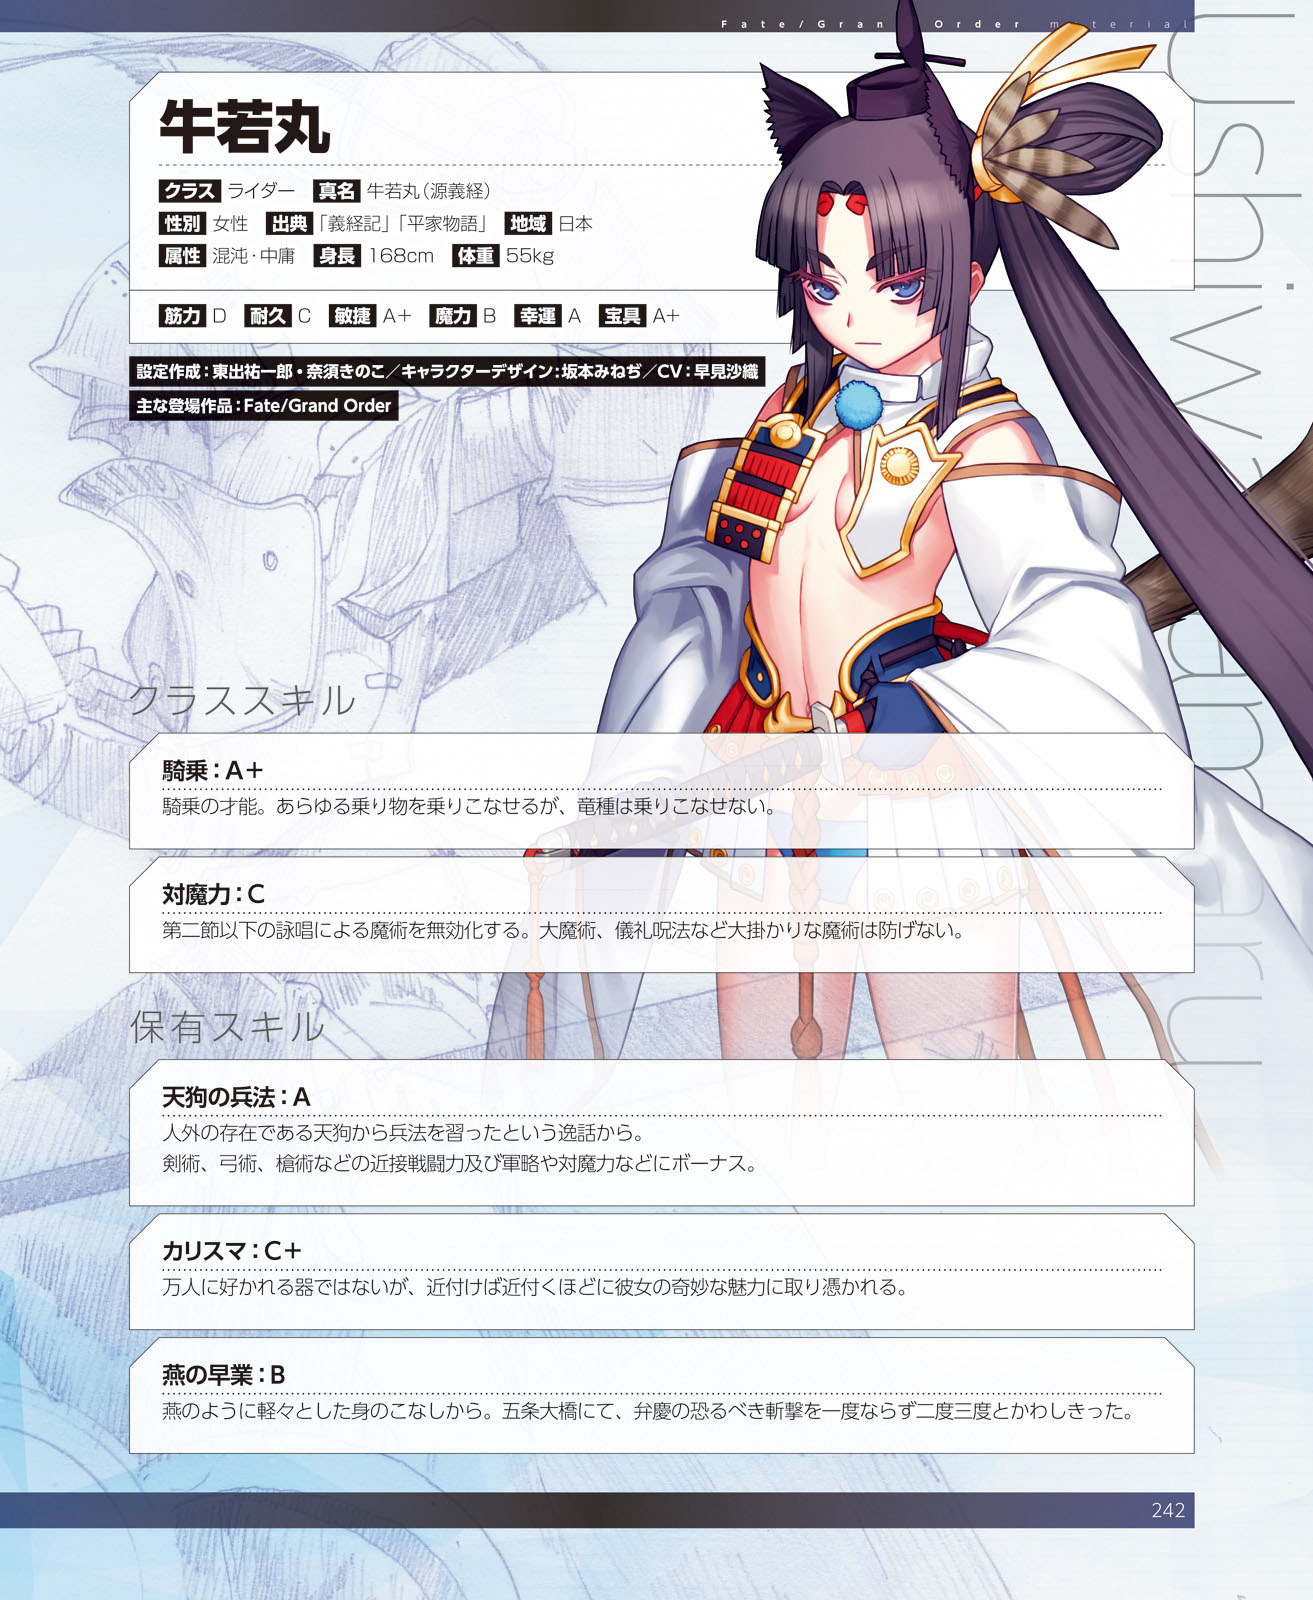 Fate/Grand Order material
Ushiwakamaru
牛若丸
クラス ライダー 真名 牛若丸（源義経）
性別 女性 出典 「義経記」「平家物語」 地域 日本
属性 混沌・中庸 身長 168cm 体重 55kg
筋力 D 耐久 C 敏捷 A+ 魔力 B 幸運 A 宝具 A+
設定作成：東出祐一郎・奈須きのこ／キャラクターデザイン：坂本みねぢ／CV：早見沙織
主な登場作品：Fate/Grand Order
クラススキル
騎乗：A+
騎乗の才能。あらゆる乗り物を乗りこなせるが、竜種は乗りこなせない。
対魔力：C
第二節以下の詠唱による魔術を無効化する。大魔術、儀礼呪法など大掛かりな魔術は防げない。
保有スキル
天狗の兵法：A
人外の存在である天狗から兵法を習ったという逸話から。
剣術、弓術、槍術などの近接戦闘力及び軍略や対魔力などにボーナス。
カリスマ：C+
万人に好かれる器ではないが、近付けば近付くほどに彼女の奇妙な魅力に取り憑かれる。
燕の早業：B
燕のように軽々とした身のこなしから。五条大橋にて、弁慶の恐るべき斬撃を一度ならず二度三度とかわしきった。
242